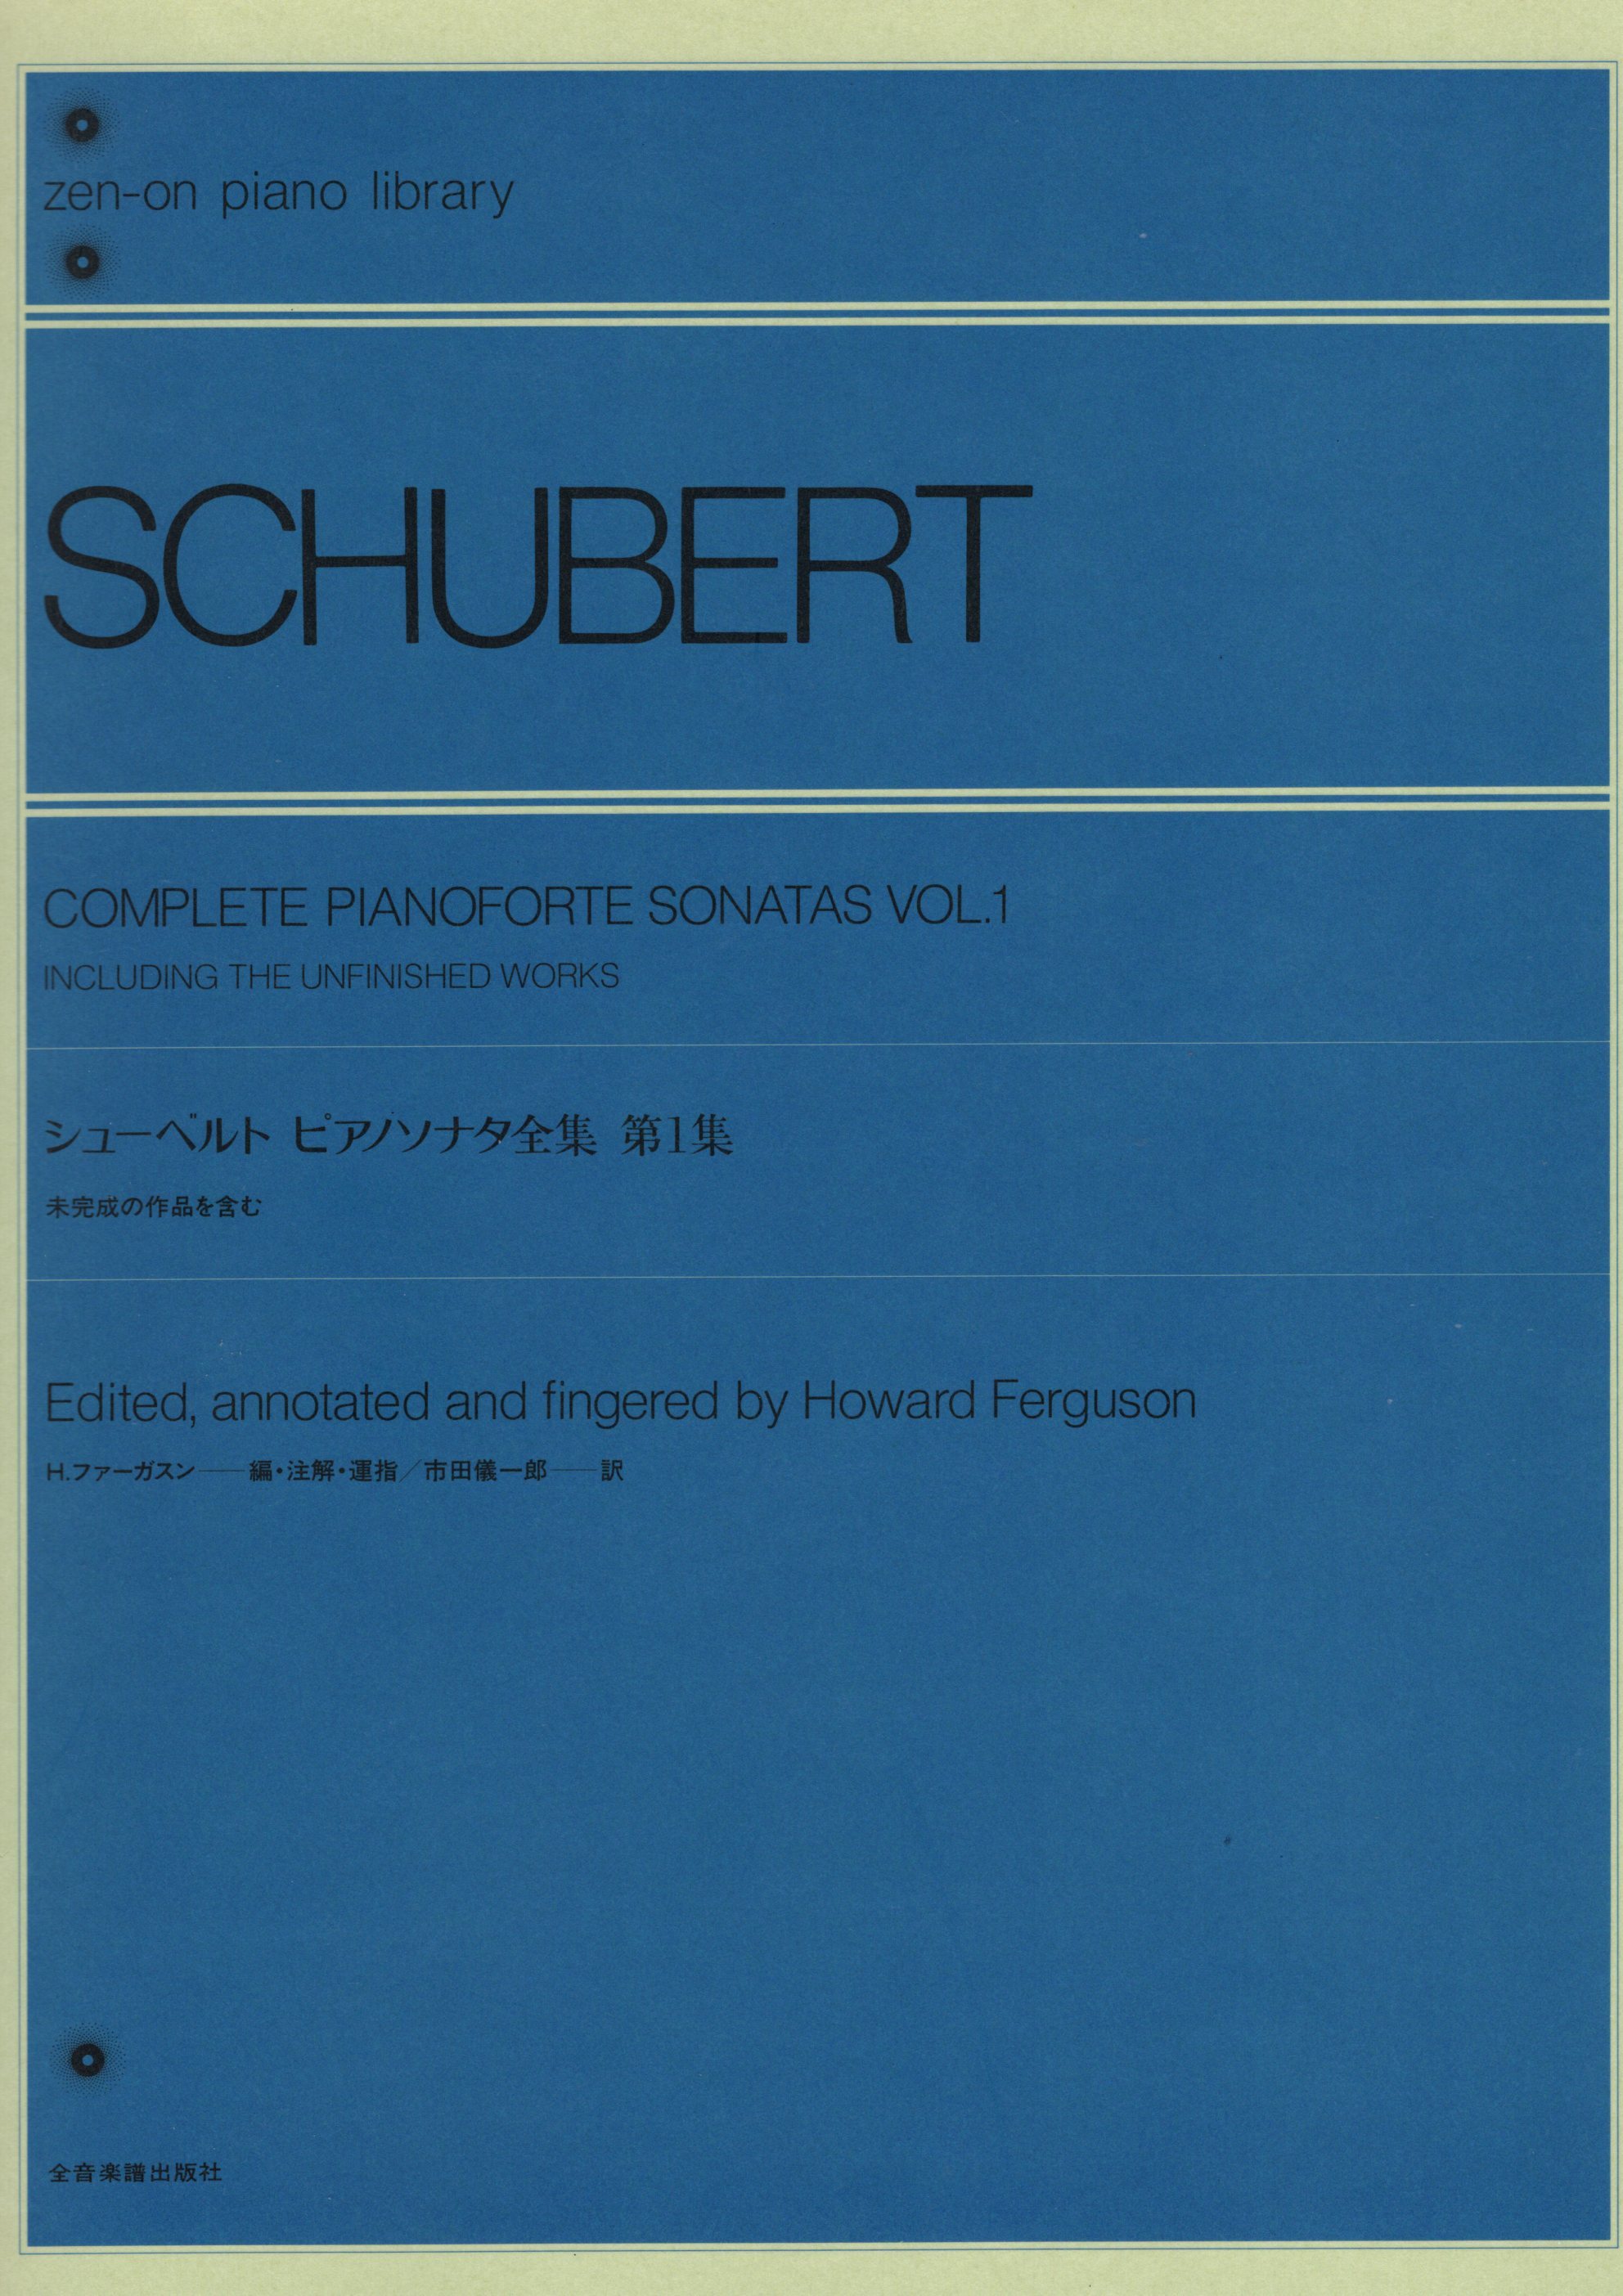 zen-on piano library
SCHUBERT
COMPLETE PIANOFORTE SONATAS VOL.1
INCLUDING THE UNFINISHED WORKS
シューベルト ピアノソナタ全集 第1集
未完成の作品を含む
Edited, annotated and fingered by Howard Ferguson
H.ファーガスン——編・注解・運指／市田儀一郎——訳
全音楽譜出版社